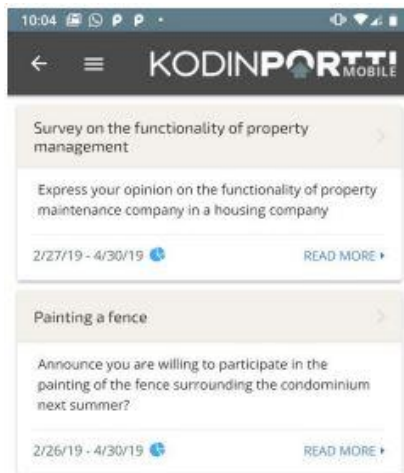 10:04
KODINPORTTI
MOBILE
Survey on the functionality of property
management
Express your opinion on the functionality of property
maintenance company in a housing company
2/27/19 - 4/30/19
READ MORE
Painting a fence
Announce you are willing to participate in the
painting of the fence surrounding the condominium
next summer?
2/26/19 - 4/30/19
READ MORE